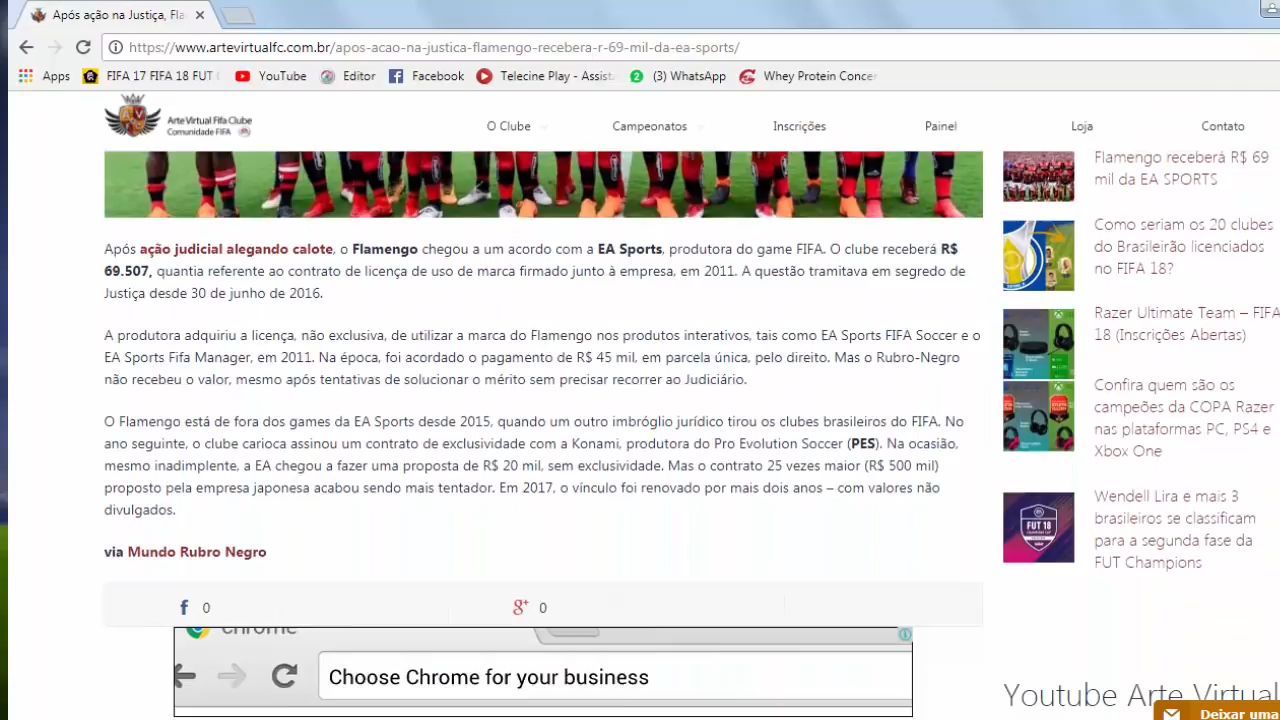 Após ação na Justiça, Fla
https://www.artevirtualfc.com.br/apos-acao-na-justica-flamengo-recebera-r-69-mil-da-ea-sports/
Apps FIFA 17 FIFA 18 FUT YouTube Editor Facebook Telecine Play - Assist 2 (3) WhatsApp Whey Protein Concer
Arte Virtual Fifa Clube
Comunidade FIFA
O Clube Campeonatos Inscrições Painel Loja Contato
Após ação judicial alegando calote, o Flamengo chegou a um acordo com a EA Sports, produtora do game FIFA. O clube receberá R$
69.507, quantia referente ao contrato de licença de uso de marca firmado junto à empresa, em 2011. A questão tramitava em segredo de
Justiça desde 30 de junho de 2016.
A produtora adquiriu a licença, não exclusiva, de utilizar a marca do Flamengo nos produtos interativos, tais como EA Sports FIFA Soccer e o
EA Sports Fifa Manager, em 2011. Na época, foi acordado o pagamento de R$ 45 mil, em parcela única, pelo direito. Mas o Rubro-Negro
não recebeu o valor, mesmo após tentativas de solucionar o mérito sem precisar recorrer ao Judiciário.
O Flamengo está de fora dos games da EA Sports desde 2015, quando um outro imbróglio jurídico tirou os clubes brasileiros do FIFA. No
ano seguinte, o clube carioca assinou um contrato de exclusividade com a Konami, produtora do Pro Evolution Soccer (PES). Na ocasião,
mesmo inadimplente, a EA chegou a fazer uma proposta de R$ 20 mil, sem exclusividade. Mas o contrato 25 vezes maior (R$ 500 mil)
proposto pela empresa japonesa acabou sendo mais tentador. Em 2017, o vínculo foi renovado por mais dois anos – com valores não
divulgados.
via Mundo Rubro Negro
f 0 g+ 0
chrome
Choose Chrome for your business
Flamengo receberá R$ 69
mil da EA SPORTS
Como seriam os 20 clubes
do Brasileirão licenciados
no FIFA 18?
Razer Ultimate Team – FIFA
18 (Inscrições Abertas)
Confira quem são os
campeões da COPA Razer
nas plataformas PC, PS4 e
Xbox One
FUT 18
Wendell Lira e mais 3
brasileiros se classificam
para a segunda fase da
FUT Champions
Youtube Arte Virtual
Deixar uma